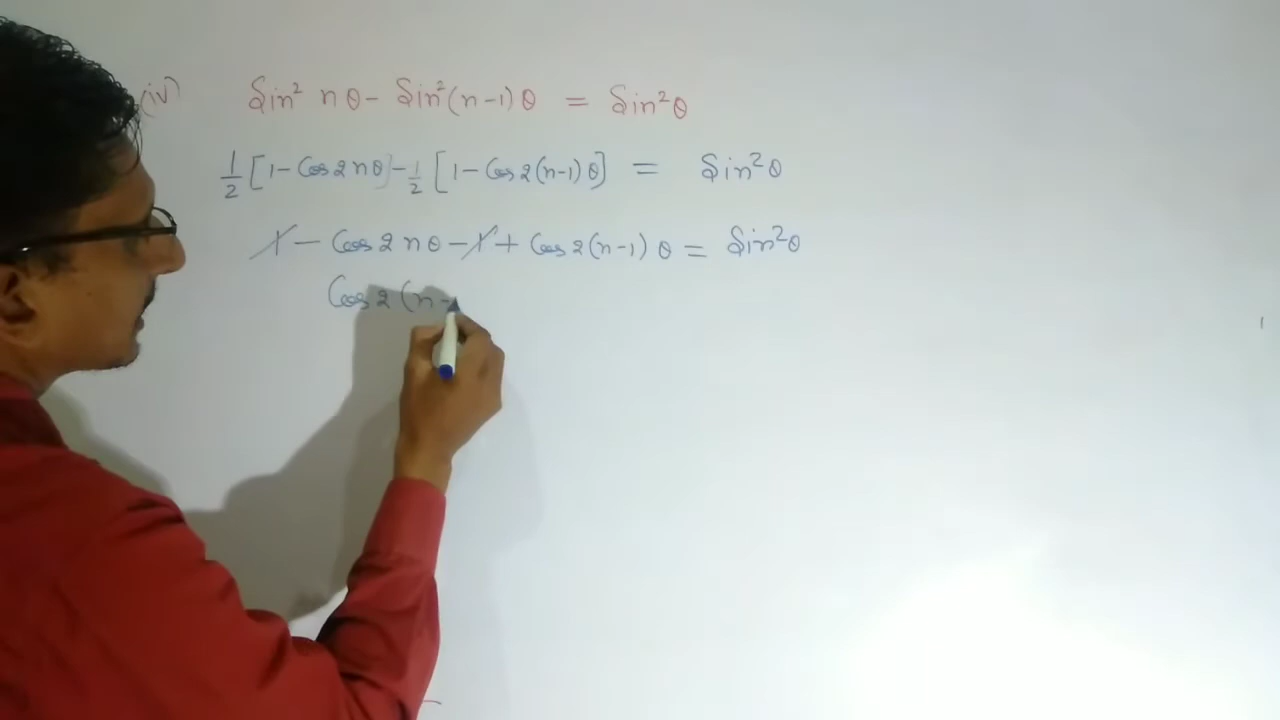 (iv) Sin² nθ - Sin²(n-1)θ = Sin²θ
1/2 [1 - Cos 2nθ] - 1/2 [1 - Cos 2(n-1)θ] = Sin²θ
1 - Cos 2nθ - 1 + Cos 2(n-1)θ = Sin²θ
Cos 2(n-